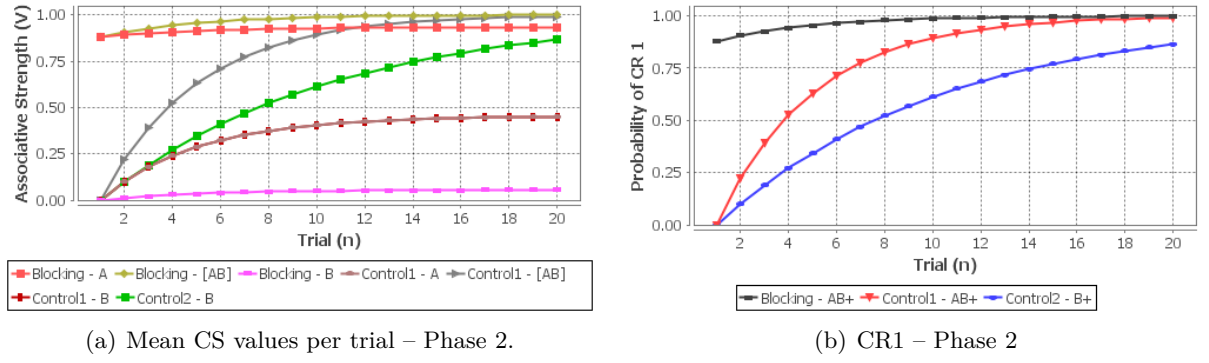 1.00
0.75
0.50
0.25
0.00
Associative Strength (V)
2 4 6 8 10 12 14 16 18 20
Trial (n)
Blocking - A Blocking - [AB] Blocking - B Control1 - A Control1 - [AB]
Control1 - B Control2 - B
(a) Mean CS values per trial – Phase 2.
1.00
0.75
0.50
0.25
0.00
Probability of CR 1
2 4 6 8 10 12 14 16 18 20
Trial (n)
Blocking - AB+ Control1 - AB+ Control2 - B+
(b) CR1 – Phase 2